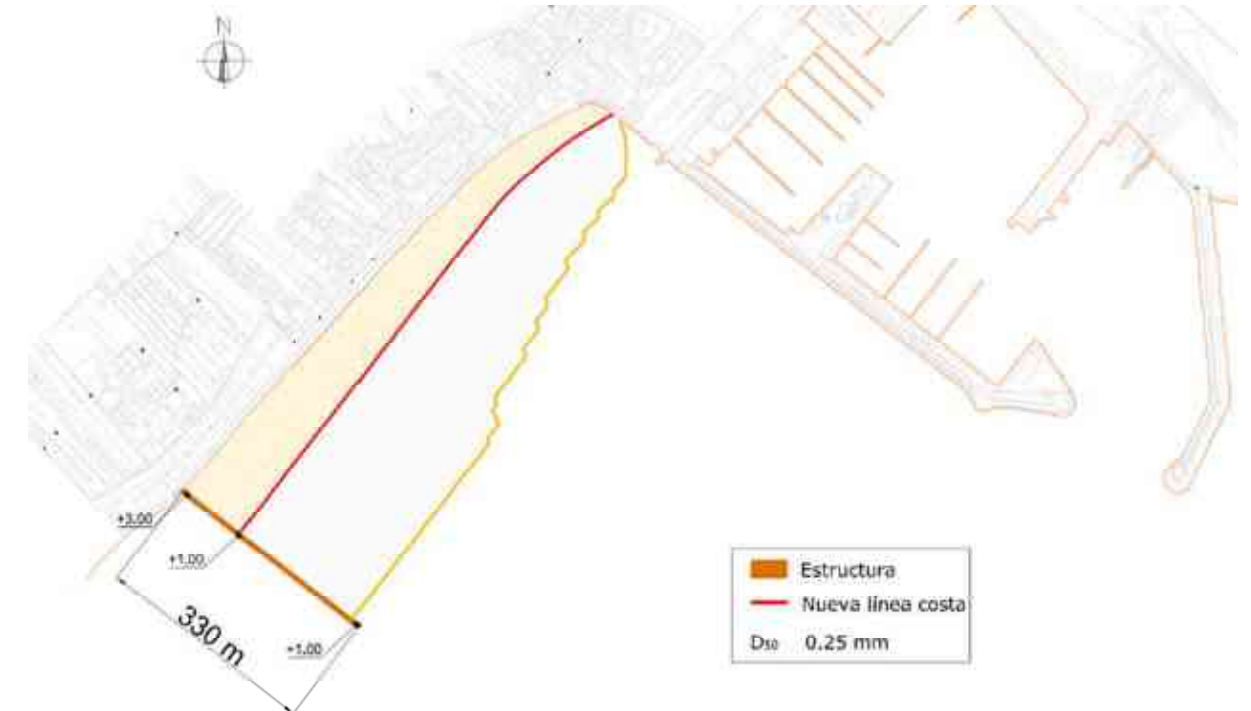 N
+3.00
+1.00
330 m
+1.00
Estructura
Nueva línea costa
D50 0.25 mm